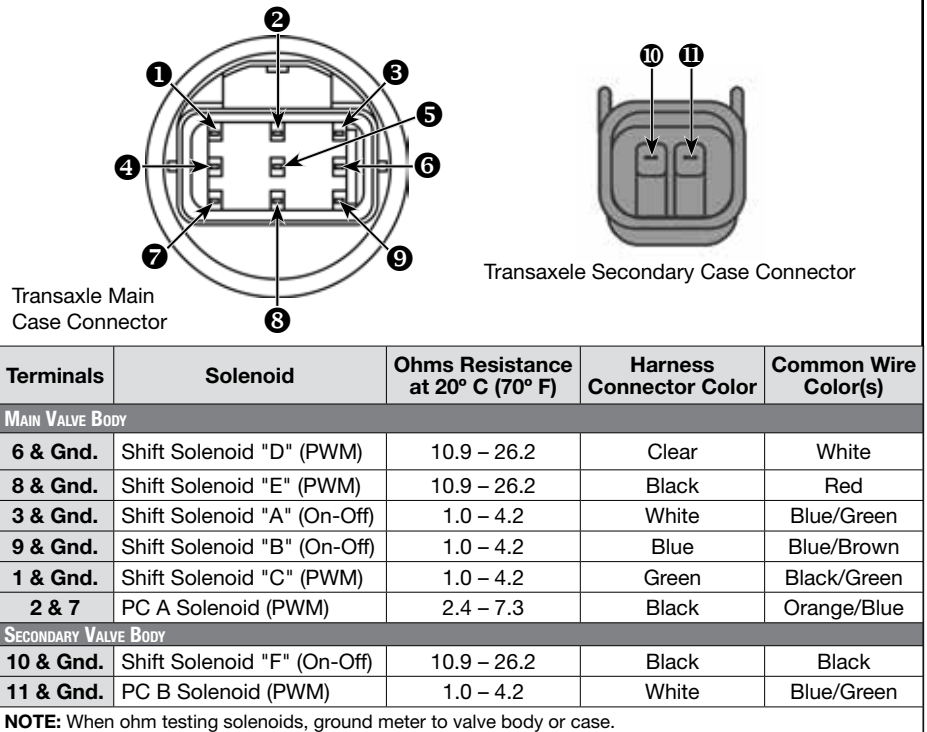 ❷
❶ ❸
❺
❹ ❻
❼ ❾
❽
Transaxle Main
Case Connector
❿ ⓫
Transaxele Secondary Case Connector
Terminals Solenoid Ohms Resistance at 20º C (70º F) Harness Connector Color Common Wire Color(s)
Main Valve Body
6 & Gnd. Shift Solenoid "D" (PWM) 10.9 – 26.2 Clear White
8 & Gnd. Shift Solenoid "E" (PWM) 10.9 – 26.2 Black Red
3 & Gnd. Shift Solenoid "A" (On-Off) 1.0 – 4.2 White Blue/Green
9 & Gnd. Shift Solenoid "B" (On-Off) 1.0 – 4.2 Blue Blue/Brown
1 & Gnd. Shift Solenoid "C" (PWM) 1.0 – 4.2 Green Black/Green
2 & 7 PC A Solenoid (PWM) 2.4 – 7.3 Black Orange/Blue
Secondary Valve Body
10 & Gnd. Shift Solenoid "F" (On-Off) 10.9 – 26.2 Black Black
11 & Gnd. PC B Solenoid (PWM) 1.0 – 4.2 White Blue/Green
NOTE: When ohm testing solenoids, ground meter to valve body or case.